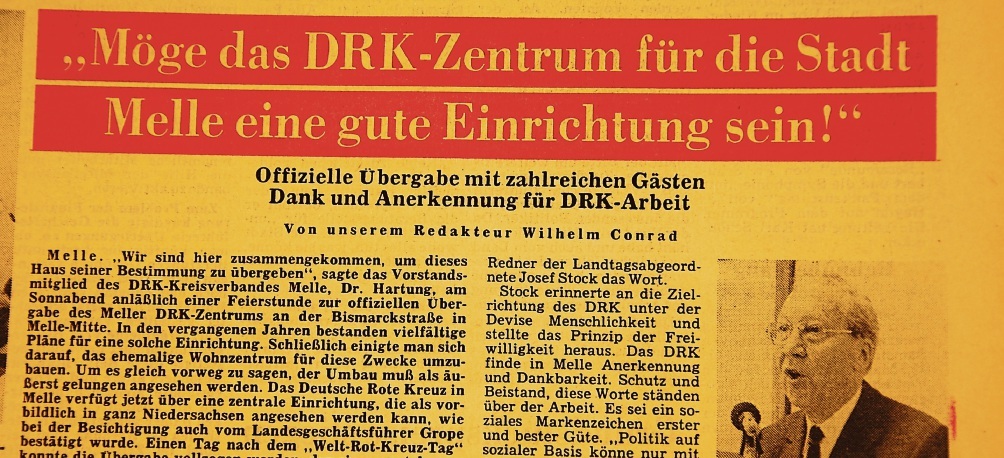 „Möge das DRK-Zentrum für die Stadt
Melle eine gute Einrichtung sein!“
Offizielle Übergabe mit zahlreichen Gästen
Dank und Anerkennung für DRK-Arbeit
Von unserem Redakteur Wilhelm Conrad
Melle. „Wir sind hier zusammengekommen, um dieses
Haus seiner Bestimmung zu übergeben“, sagte das Vorstands-
mitglied des DRK-Kreisverbandes Melle, Dr. Hartung, am
Sonnabend anläßlich einer Feierstunde zur offiziellen Über-
gabe des Meller DRK-Zentrums an der Bismarckstraße in
Melle-Mitte. In den vergangenen Jahren bestanden vielfältige
Pläne für eine solche Einrichtung. Schließlich einigte man sich
darauf, das ehemalige Wohnzentrum für diese Zwecke umzu-
bauen. Um es gleich vorweg zu sagen, der Umbau muß als äu-
ßerst gelungen angesehen werden. Das Deutsche Rote Kreuz in
Melle verfügt jetzt über eine zentrale Einrichtung, die als vor-
bildlich in ganz Niedersachsen angesehen werden kann, wie
bei der Besichtigung auch vom Landesgeschäftsführer Grope
bestätigt wurde. Einen Tag nach dem „Welt-Rot-Kreuz-Tag“
konnte die Übergabe vollzogen werden
Redner der Landtagsabgeord-
nete Josef Stock das Wort.
Stock erinnerte an die Ziel-
richtung des DRK unter der
Devise Menschlichkeit und
stellte das Prinzip der Frei-
willigkeit heraus. Das DRK
finde in Melle Anerkennung
und Dankbarkeit. Schutz und
Beistand, diese Worte ständen
über der Arbeit. Es sei ein so-
ziales Markenzeichen erster
und bester Güte. „Politik auf
sozialer Basis könne nur mit